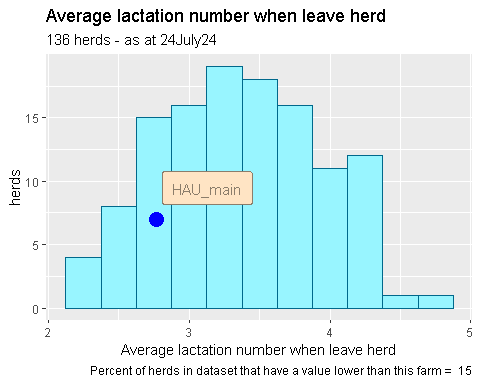 Average lactation number when leave herd
136 herds - as at 24July24
herds
15
10
5
0
HAU_main
2 3 4 5
Average lactation number when leave herd
Percent of herds in dataset that have a value lower than this farm = 15